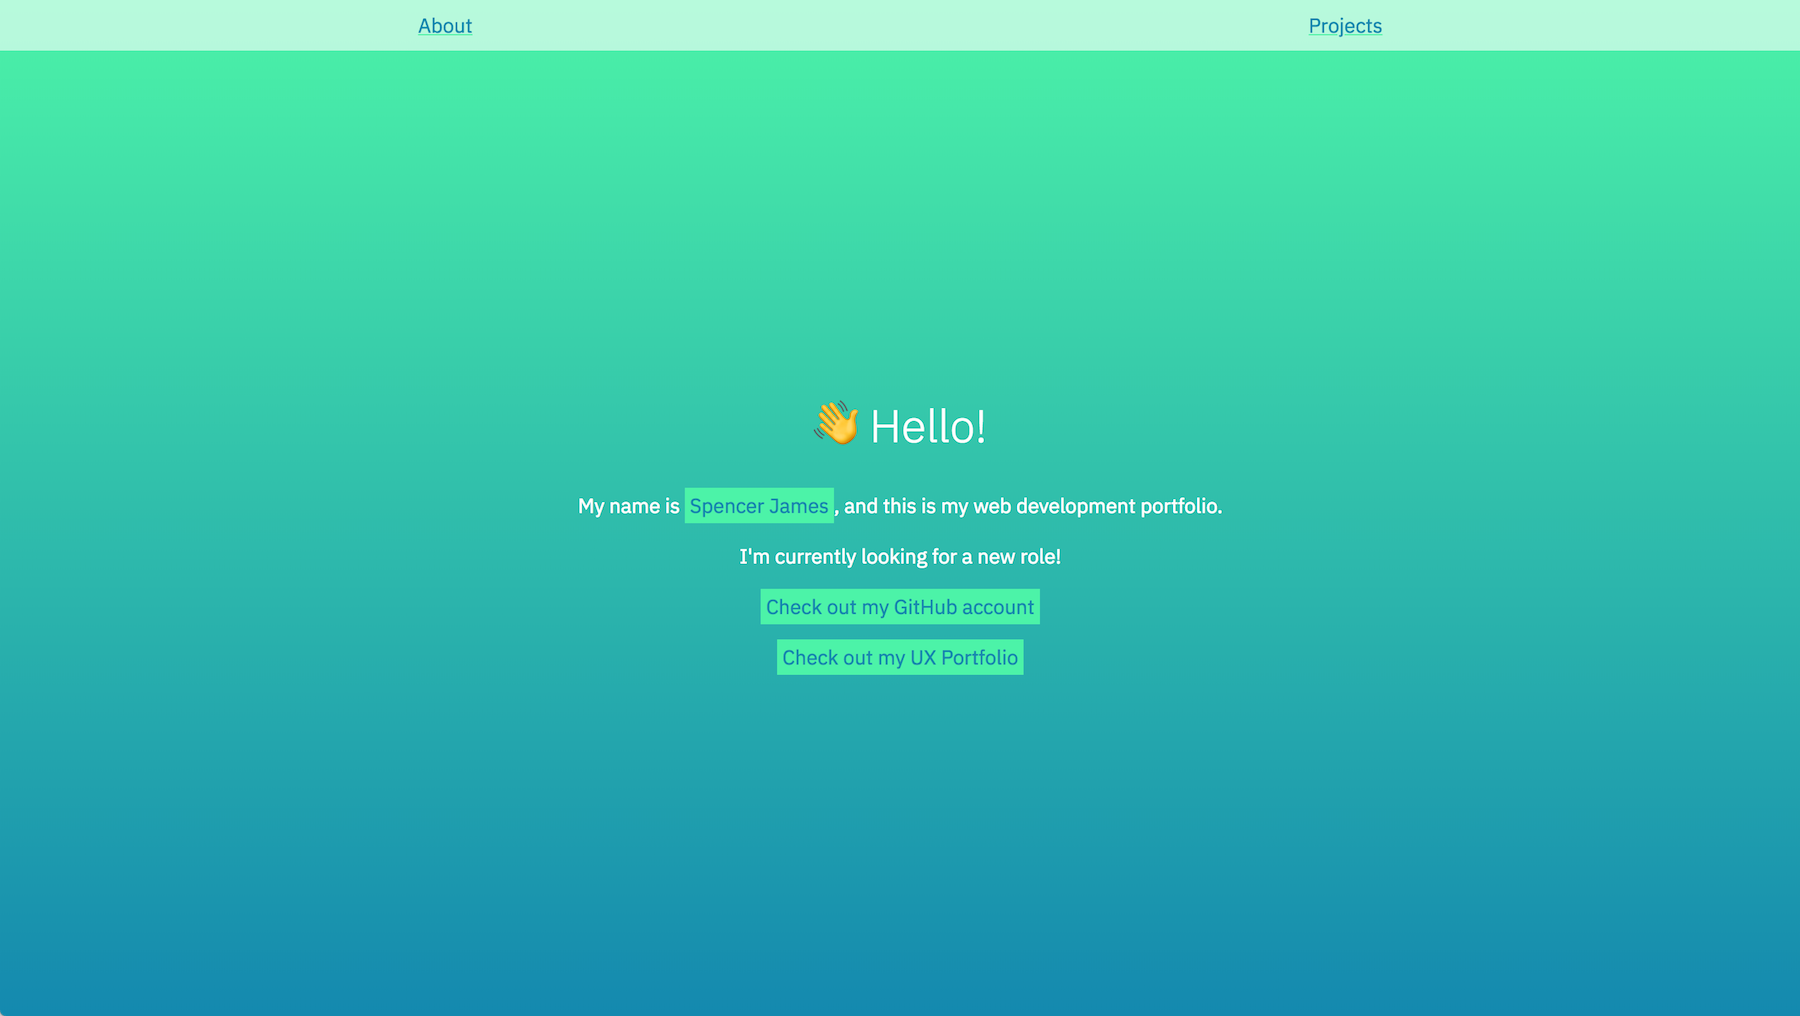 About Projects
👋 Hello!
My name is Spencer James, and this is my web development portfolio.
I'm currently looking for a new role!
Check out my GitHub account
Check out my UX Portfolio